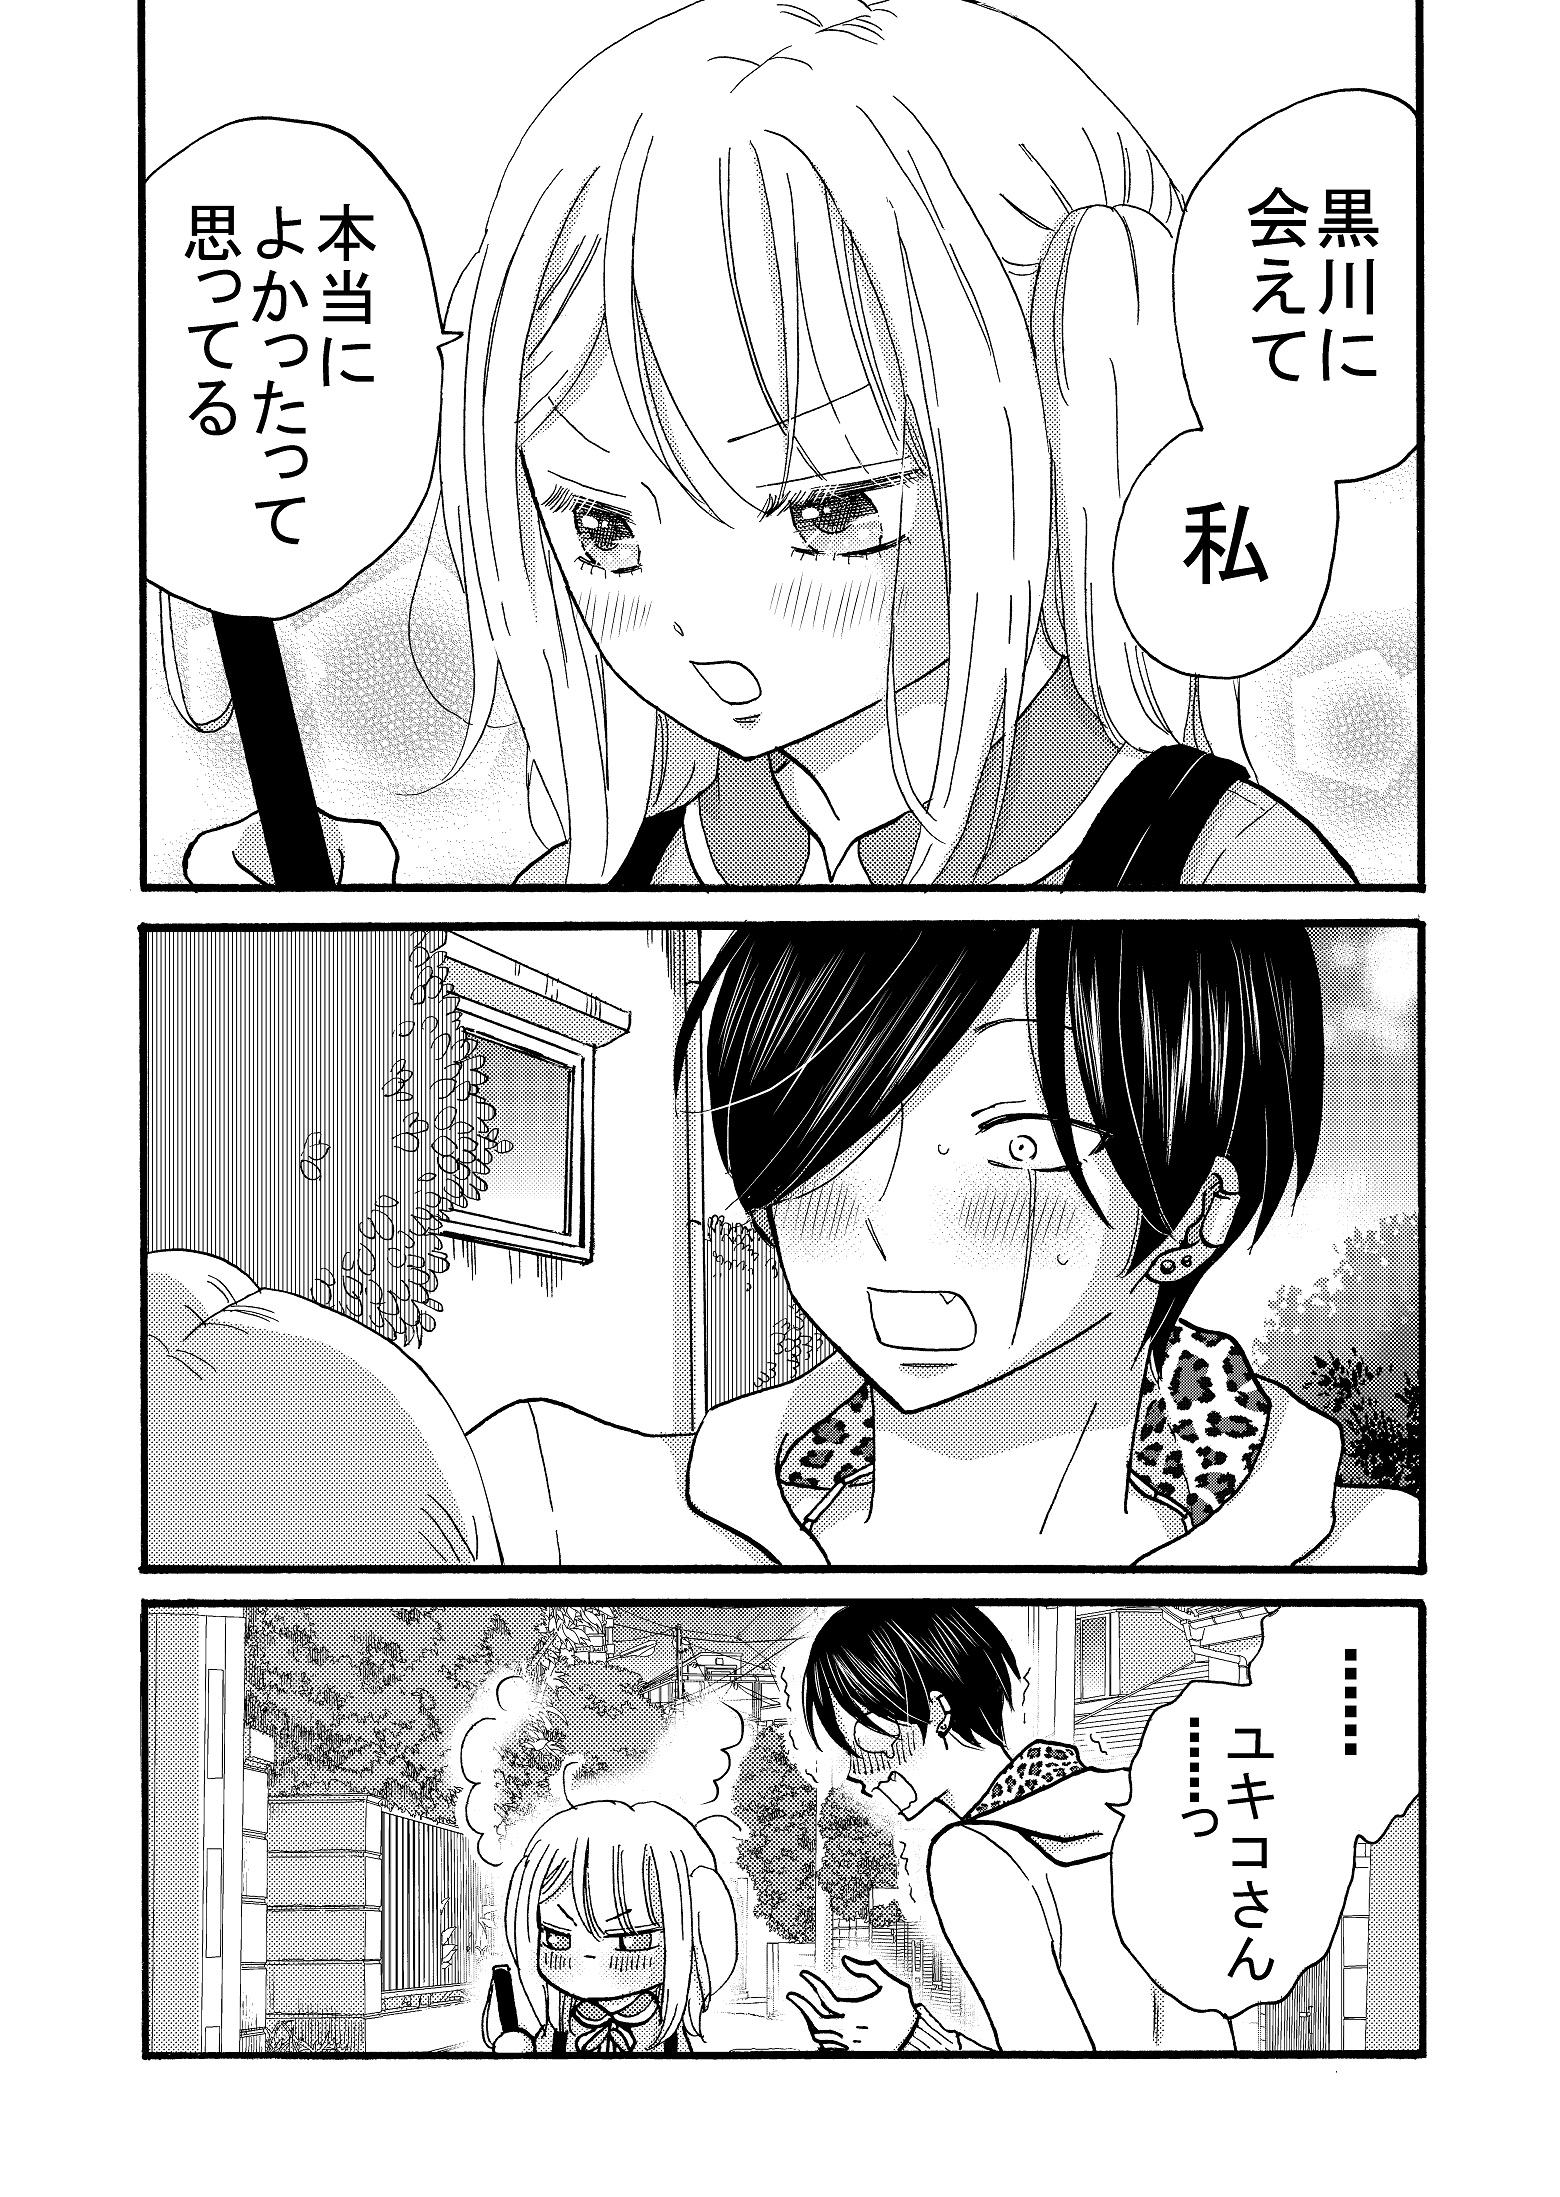 黒川に
会えて
私
本当に
よかったって
思ってる
……
ユキコさん
……っ